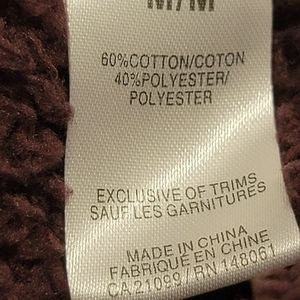 M/M
60%COTTON/COTON
40%POLYESTER/
POLYESTER
EXCLUSIVE OF TRIMS
SAUF LES GARNITURES
MADE IN CHINA
FABRIQUÉ EN CHINE
CA 21099 / RN 148061